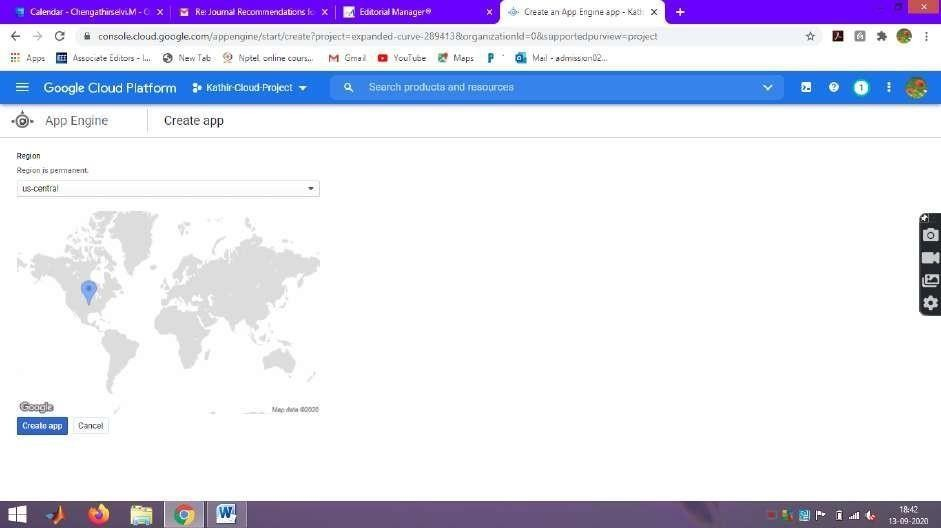 Calendar - Chengathirselvi.M - O
Re: Journal Recommendations fo
Editorial Manager®
Create an App Engine app - Kath
console.cloud.google.com/appengine/start/create?project=expanded-curve-289413&organizationId=0&supportedpurview=project
Apps
Associate Editors - I...
New Tab
Nptel, online cours...
Gmail
YouTube
Maps
P
Mail - admission02...
Google Cloud Platform
Kathir-Cloud-Project
Search products and resources
1
App Engine
Create app
Region
Region is permanent.
us-central
Google
Map data ©2020
Create app
Cancel
18:42
13-09-2020